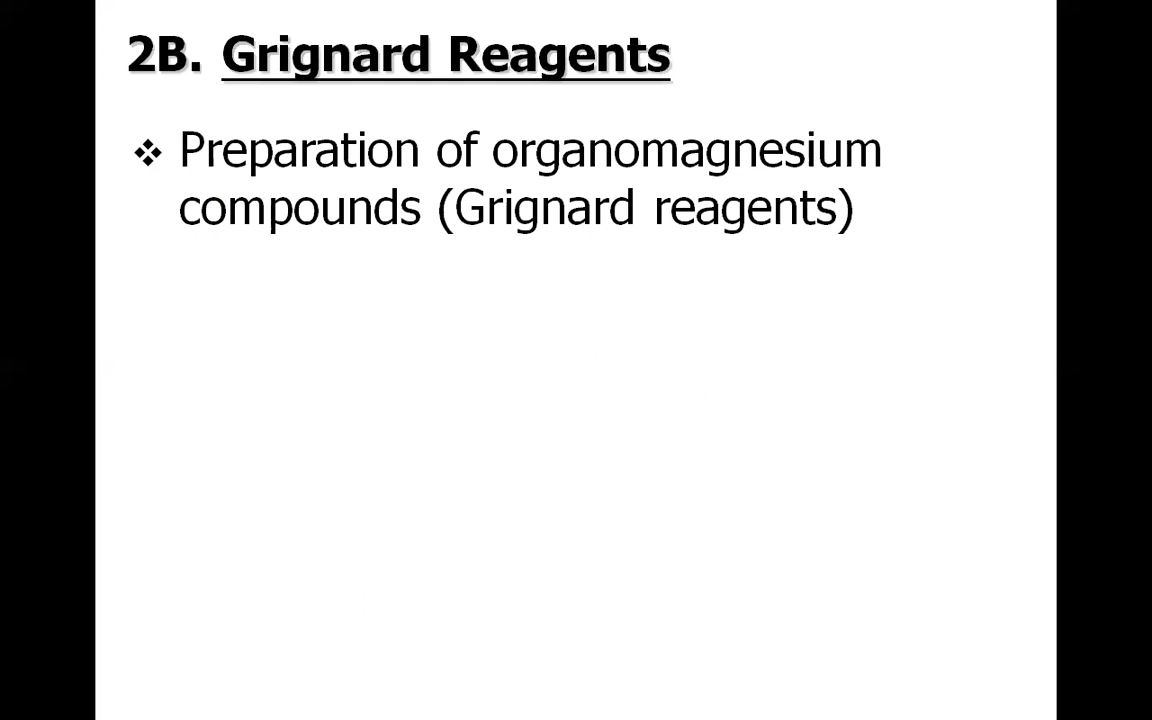 2B. Grignard Reagents
❖ Preparation of organomagnesium
compounds (Grignard reagents)